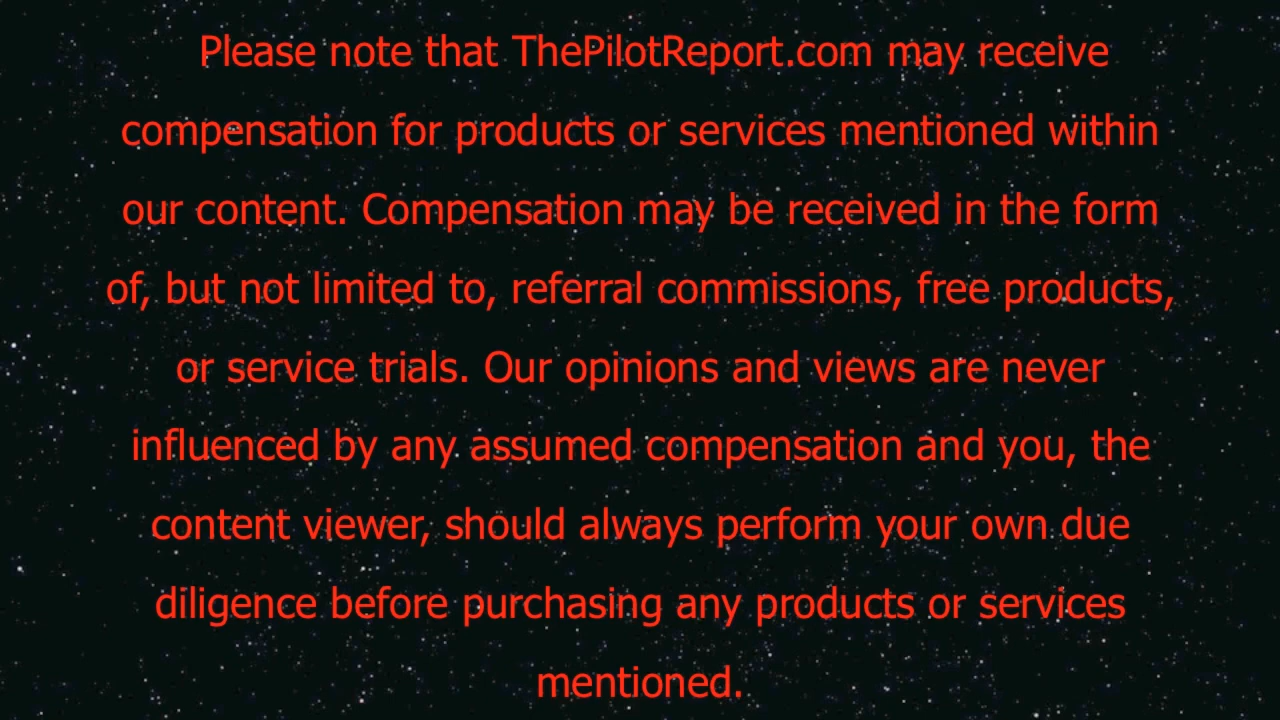 Please note that ThePilotReport.com may receive
compensation for products or services mentioned within
our content. Compensation may be received in the form
of, but not limited to, referral commissions, free products,
or service trials. Our opinions and views are never
influenced by any assumed compensation and you, the
content viewer, should always perform your own due
diligence before purchasing any products or services
mentioned.